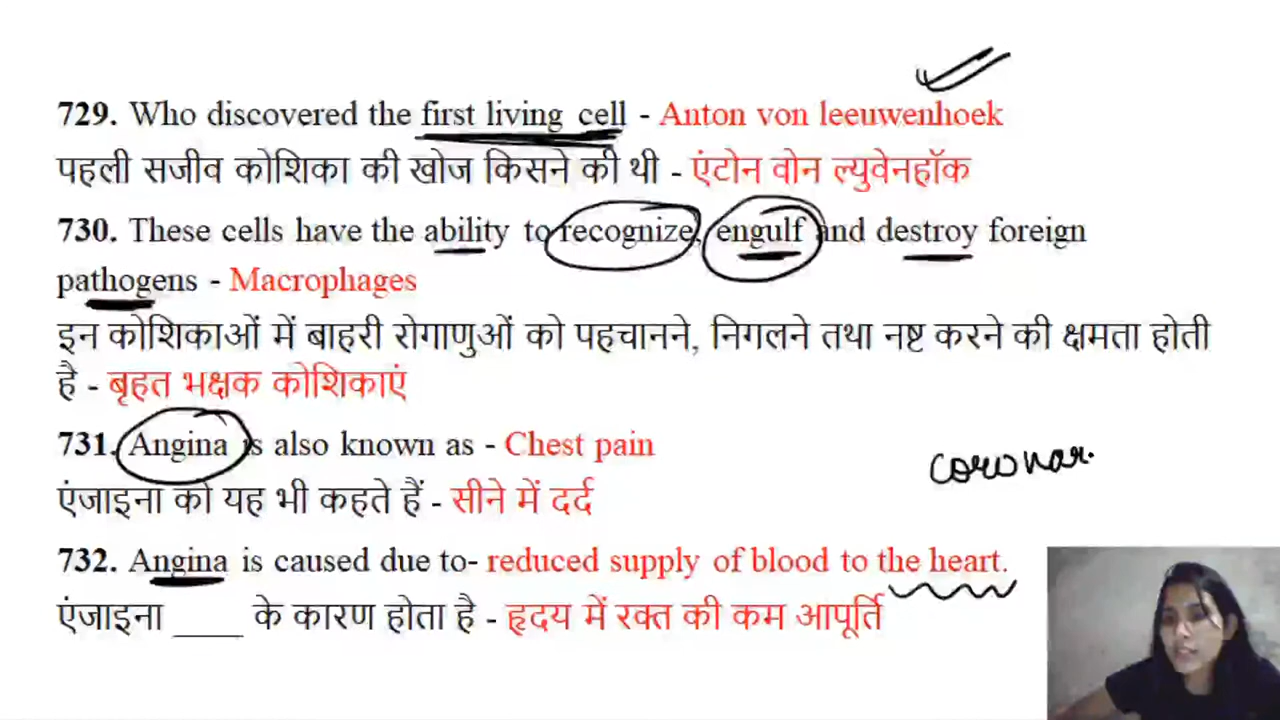 729. Who discovered the first living cell - Anton von leeuwenhoek
पहली सजीव कोशिका की खोज किसने की थी - एंटोन वोन ल्युवेनहॉक
730. These cells have the ability to recognize, engulf and destroy foreign
pathogens - Macrophages
इन कोशिकाओं में बाहरी रोगाणुओं को पहचानने, निगलने तथा नष्ट करने की क्षमता होती
है - बृहत भक्षक कोशिकाएं
731. Angina is also known as - Chest pain
coronar
एंजाइना को यह भी कहते हैं - सीने में दर्द
732. Angina is caused due to- reduced supply of blood to the heart.
एंजाइना ____ के कारण होता है - हृदय में रक्त की कम आपूर्ति